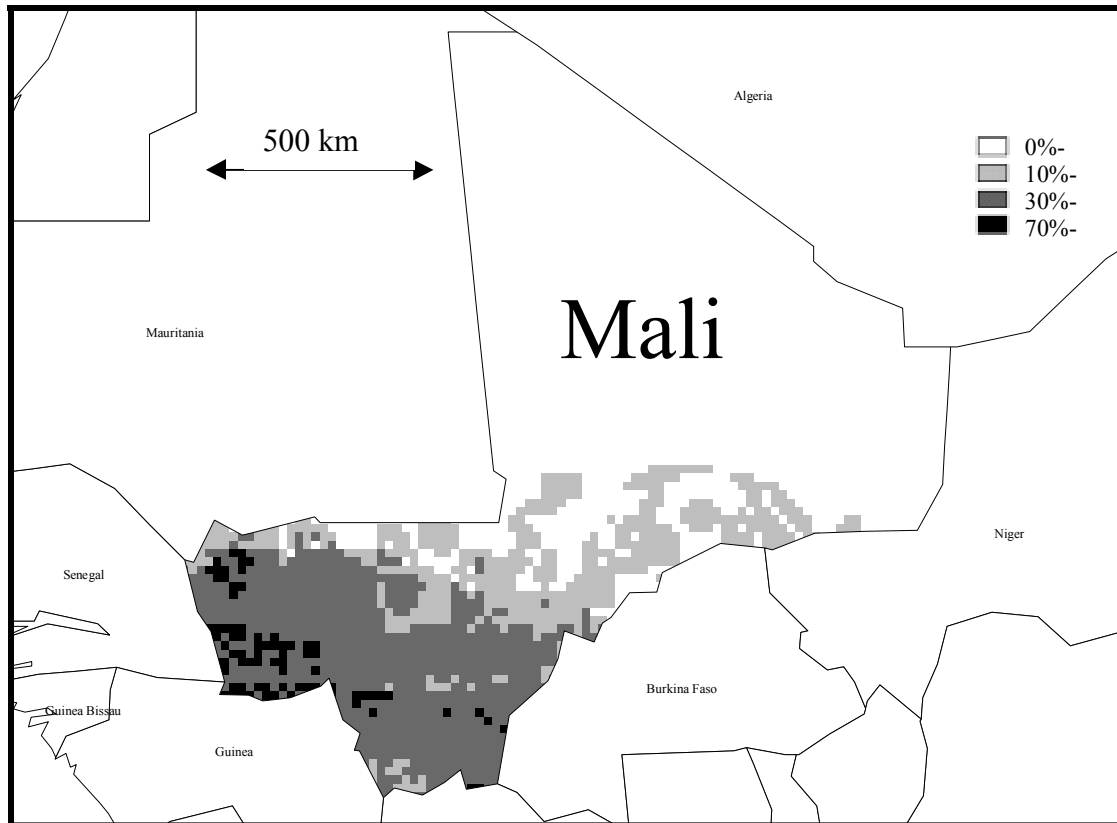 Algeria
500 km
0%-
10%-
30%-
70%-
Mali
Mauritania
Niger
Senegal
Burkina Faso
Guinea Bissau
Guinea